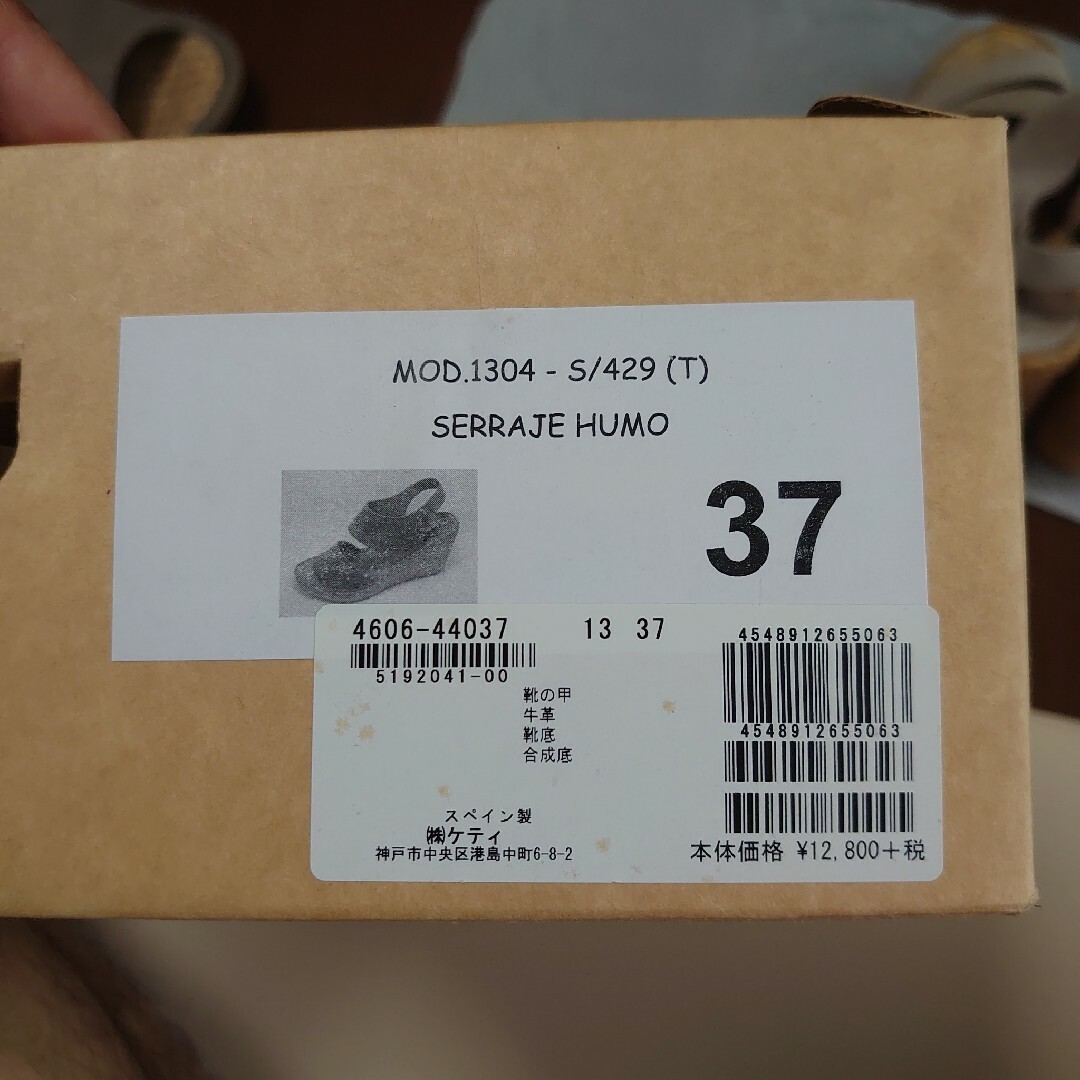 MOD.1304 - S/429 (T)
SERRAJE HUMO
37
4606-44037 13 37
5192041-00
4548912655063
靴の甲
牛革
靴底
合成底
4548912655063
スペイン製
㈱ケティ
神戸市中央区港島中町6-8-2
本体価格 ¥12,800+税